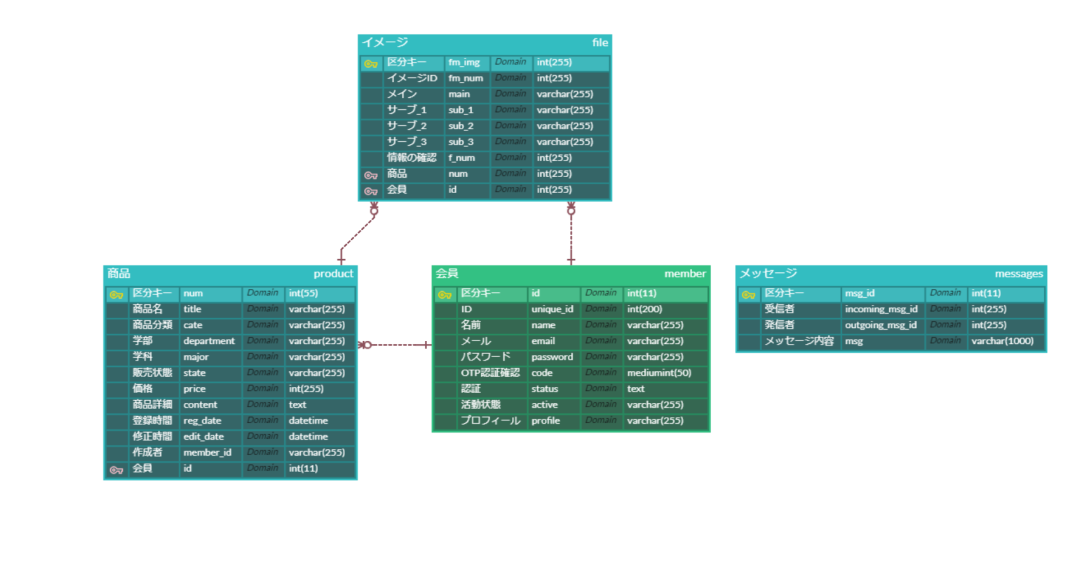 イメージ file
区分キー fm_img Domain int(255)
イメージID fm_num Domain int(255)
メイン main Domain varchar(255)
サーブ_1 sub_1 Domain varchar(255)
サーブ_2 sub_2 Domain varchar(255)
サーブ_3 sub_3 Domain varchar(255)
情報の確認 f_num Domain int(255)
商品 num Domain int(255)
会員 id Domain int(255)
商品 product
区分キー num Domain int(55)
商品名 title Domain varchar(255)
商品分類 cate Domain varchar(255)
学部 department Domain varchar(255)
学科 major Domain varchar(255)
販売状態 state Domain varchar(255)
価格 price Domain int(255)
商品詳細 content Domain text
登録時間 reg_date Domain datetime
修正時間 edit_date Domain datetime
作成者 member_id Domain varchar(255)
会員 id Domain int(11)
会員 member
区分キー id Domain int(11)
ID unique_id Domain int(200)
名前 name Domain varchar(255)
メール email Domain varchar(255)
パスワード password Domain varchar(255)
OTP認証確認 code Domain mediumint(50)
認証 status Domain text
活動状態 active Domain varchar(255)
プロフィール profile Domain varchar(255)
メッセージ messages
区分キー msg_id Domain int(11)
受信者 incoming_msg_id Domain int(255)
発信者 outgoing_msg_id Domain int(255)
メッセージ内容 msg Domain varchar(1000)